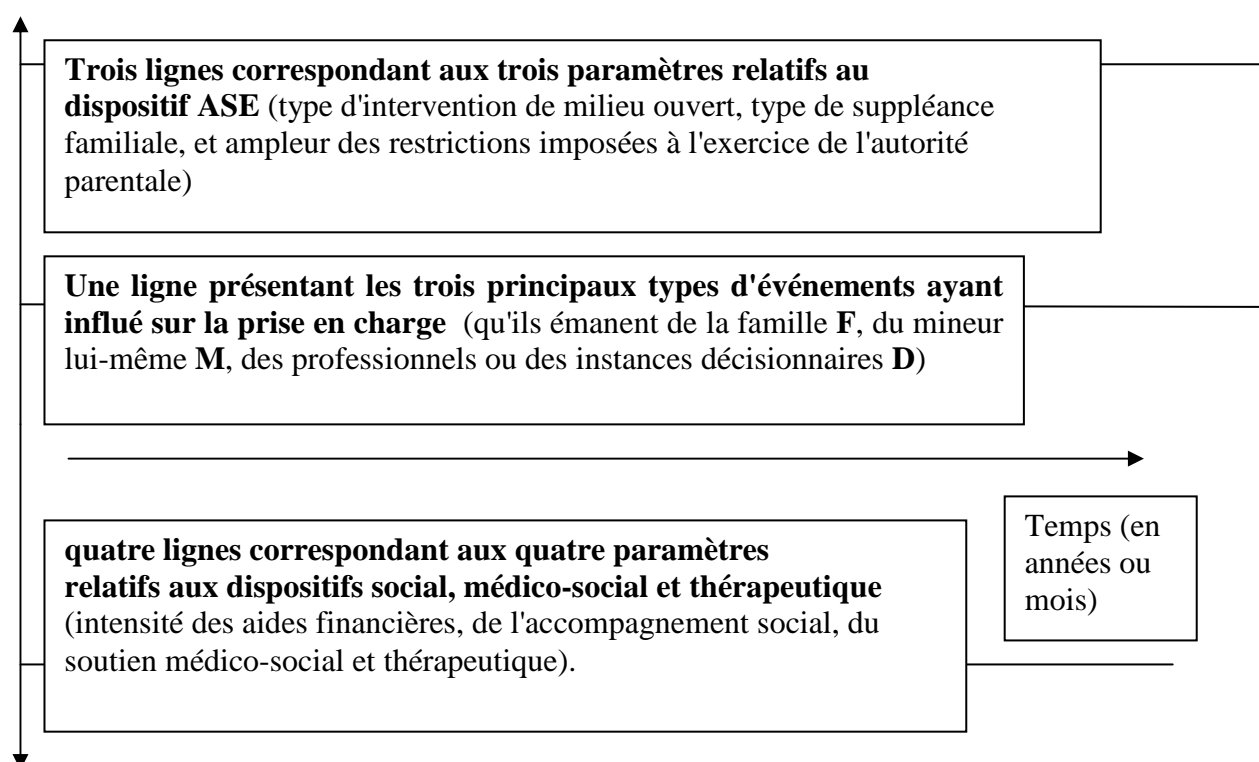 Trois lignes correspondant aux trois paramètres relatifs au
dispositif ASE (type d'intervention de milieu ouvert, type de suppléance
familiale, et ampleur des restrictions imposées à l'exercice de l'autorité
parentale)
Une ligne présentant les trois principaux types d'événements ayant
influé sur la prise en charge (qu'ils émanent de la famille F, du mineur
lui-même M, des professionnels ou des instances décisionnaires D)
Temps (en
années ou
mois)
quatre lignes correspondant aux quatre paramètres
relatifs aux dispositifs social, médico-social et thérapeutique
(intensité des aides financières, de l'accompagnement social, du
soutien médico-social et thérapeutique).